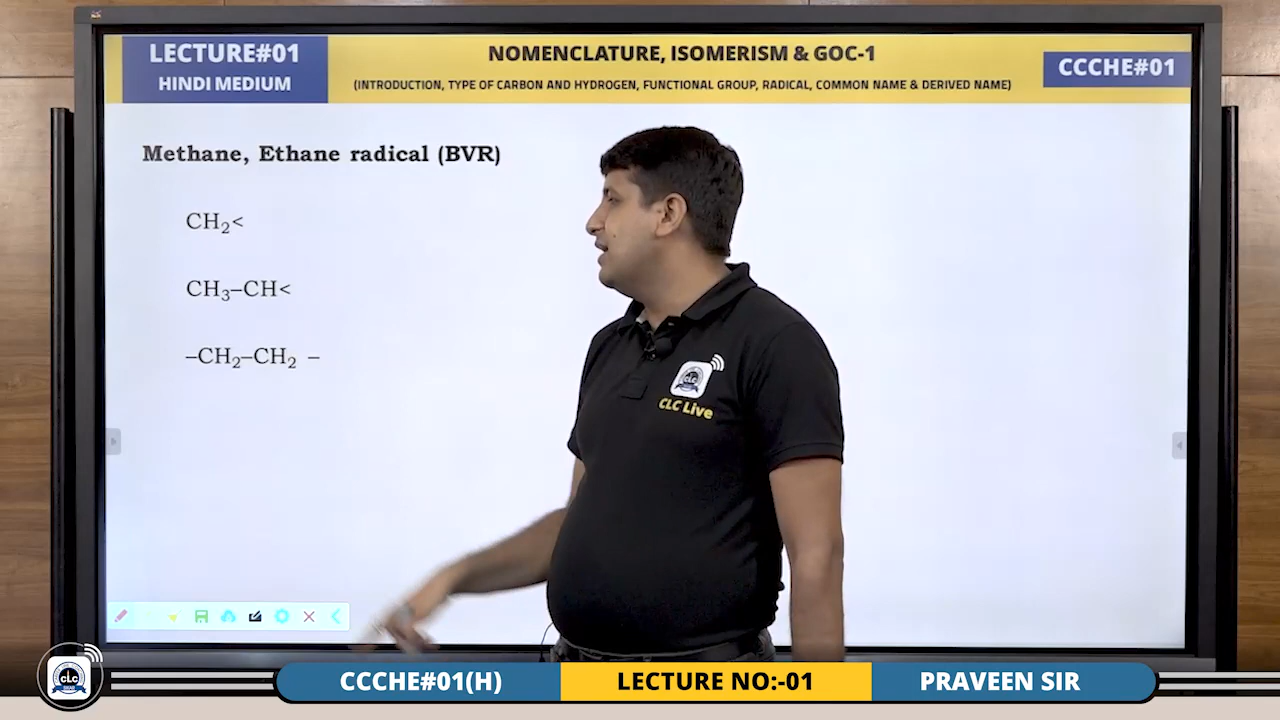 LECTURE#01
HINDI MEDIUM
NOMENCLATURE, ISOMERISM & GOC-1
(INTRODUCTION, TYPE OF CARBON AND HYDROGEN, FUNCTIONAL GROUP, RADICAL, COMMON NAME & DERIVED NAME)
CCCHE#01
Methane, Ethane radical (BVR)
CH₂<
CH₃–CH<
–CH₂–CH₂ –
CLC Live
CLC
CCCHE#01(H)
LECTURE NO:-01
PRAVEEN SIR